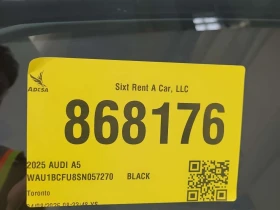 ADESA
Sixt Rent A Car, LLC
868176
2025 AUDI A5
WAU1BCFU8SN057270 BLACK
Toronto